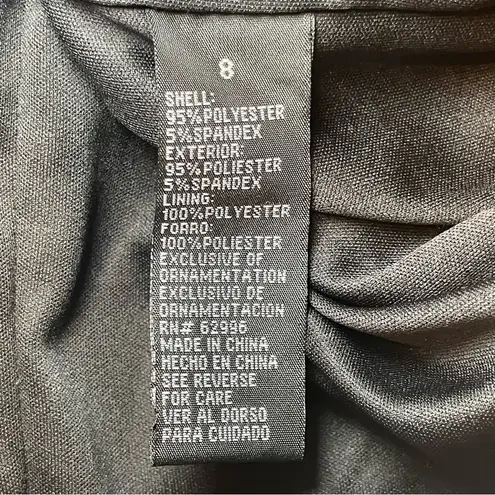 8
SHELL:
95%POLYESTER
5%SPANDEX
EXTERIOR:
95%POLIESTER
5%SPANDEX
LINING:
100%POLYESTER
FORRO:
100%POLIESTER
EXCLUSIVE OF
ORNAMENTATION
EXCLUSIVO DE
ORNAMENTACION
RN# 62996
MADE IN CHINA
HECHO EN CHINA
SEE REVERSE
FOR CARE
VER AL DORSO
PARA CUIDADO